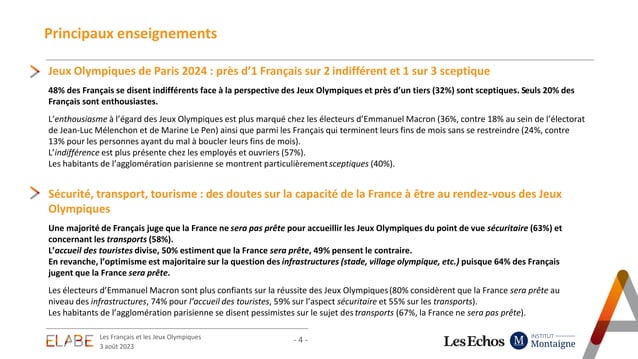 Principaux enseignements
Jeux Olympiques de Paris 2024 : près d’1 Français sur 2 indifférent et 1 sur 3 sceptique
48% des Français se disent indifférents face à la perspective des Jeux Olympiques et près d’un tiers (32%) sont sceptiques. Seuls 20% des
Français sont enthousiastes.
L’enthousiasme à l’égard des Jeux Olympiques est plus marqué chez les électeurs d’Emmanuel Macron (36%, contre 18% au sein de l’électorat
de Jean-Luc Mélenchon et de Marine Le Pen) ainsi que parmi les Français qui terminent leurs fins de mois sans se restreindre (24%, contre
13% pour les personnes ayant du mal à boucler leurs fins de mois).
L’indifférence est plus présente chez les employés et ouvriers (57%).
Les habitants de l’agglomération parisienne se montrent particulièrement sceptiques (40%).
Sécurité, transport, tourisme : des doutes sur la capacité de la France à être au rendez-vous des Jeux
Olympiques
Une majorité de Français juge que la France ne sera pas prête pour accueillir les Jeux Olympiques du point de vue sécuritaire (63%) et
concernant les transports (58%).
L’accueil des touristes divise, 50% estiment que la France sera prête, 49% pensent le contraire.
En revanche, l’optimisme est majoritaire sur la question des infrastructures (stade, village olympique, etc.) puisque 64% des Français
jugent que la France sera prête.
Les électeurs d’Emmanuel Macron sont plus confiants sur la réussite des Jeux Olympiques (80% considèrent que la France sera prête au
niveau des infrastructures, 74% pour l’accueil des touristes, 59% sur l’aspect sécuritaire et 55% sur les transports).
Les habitants de l’agglomération parisienne se disent pessimistes sur le sujet des transports (67%, la France ne sera pas prête).
ELABE
Les Français et les Jeux Olympiques
3 août 2023
- 4 -
Les Echos
M
INSTITUT
Montaigne